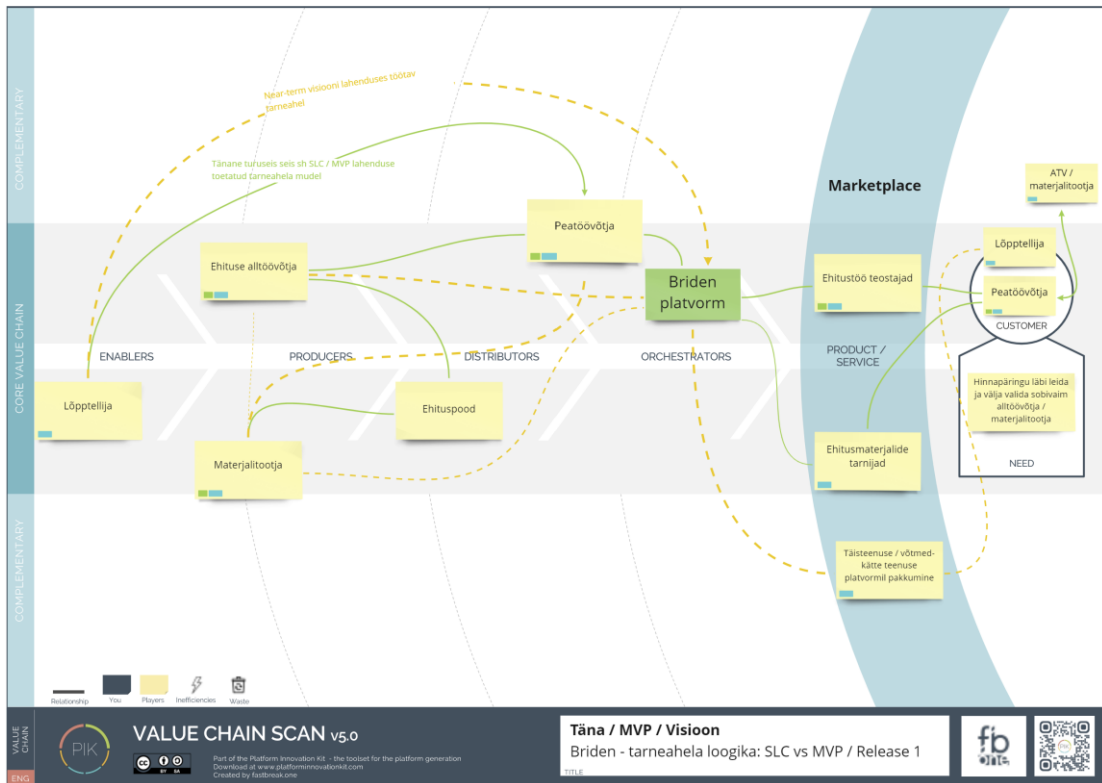 COMPLEMENTARY
CORE VALUE CHAIN
COMPLEMENTARY
Near-term visiooni lahenduses töötav
tarneahel
Tänane turuseis seis sh SLC / MVP lahenduse
toetatud tarneahela mudel
Marketplace
ATV /
materjalitootja
Peatöövõtja
Ehituse alltöövõtja
Briden
platvorm
Ehitustöö teostajad
Lõpptellija
Peatöövõtja
CUSTOMER
ENABLERS
PRODUCERS
DISTRIBUTORS
ORCHESTRATORS
PRODUCT /
SERVICE
Lõpptellija
Ehituspood
Materjalitootja
Ehitusmaterjalide
tarnijad
Hinnapäringu läbi leida
ja välja valida sobivaim
alltöövõtja /
materjalitootja
NEED
Täisteenuse / võtmed-
kätte teenuse
platvormil pakkumine
Relationship
You
Players
Inefficiencies
Waste
VALUE
CHAIN
ENG
PIK
VALUE CHAIN SCAN v5.0
CC
BY SA
Part of the Platform Innovation Kit - the toolset for the platform generation
Download at www.platforminnovationkit.com
Created by fastbreak.one
Täna / MVP / Visioon
Briden - tarneahela loogika: SLC vs MVP / Release 1
TITLE
fb
one.
PIK